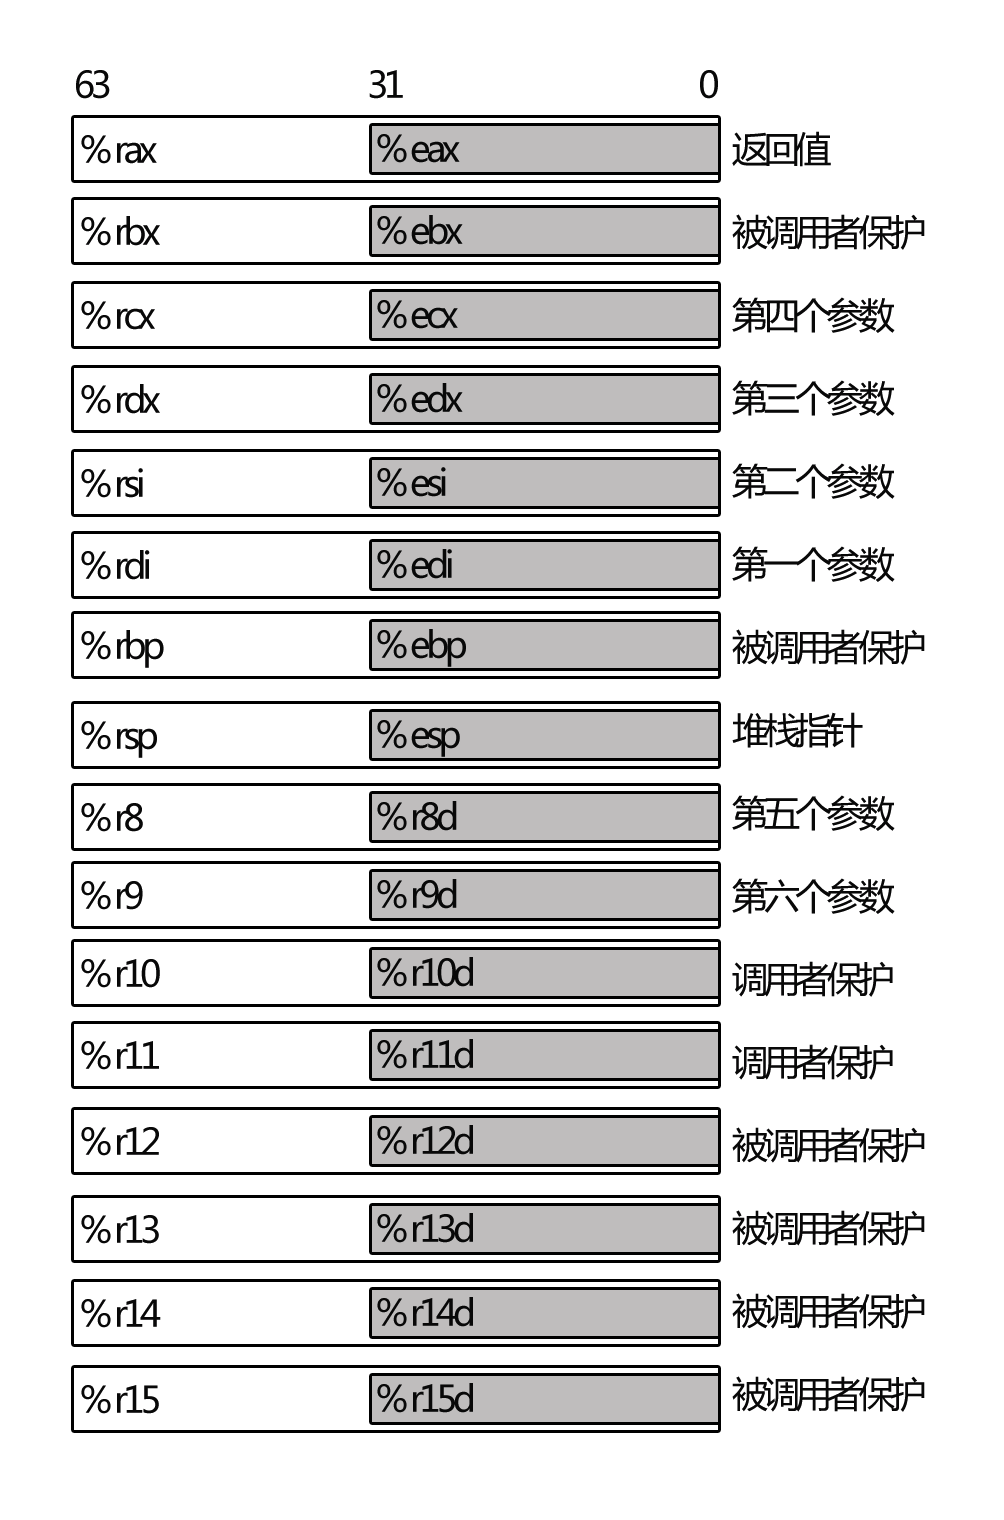 63 31 0
%rax %eax 返回值
%rbx %ebx 被调用者保护
%rcx %ecx 第四个参数
%rdx %edx 第三个参数
%rsi %esi 第二个参数
%rdi %edi 第一个参数
%rbp %ebp 被调用者保护
%rsp %esp 堆栈指针
%r8 %r8d 第五个参数
%r9 %r9d 第六个参数
%r10 %r10d 调用者保护
%r11 %r11d 调用者保护
%r12 %r12d 被调用者保护
%r13 %r13d 被调用者保护
%r14 %r14d 被调用者保护
%r15 %r15d 被调用者保护